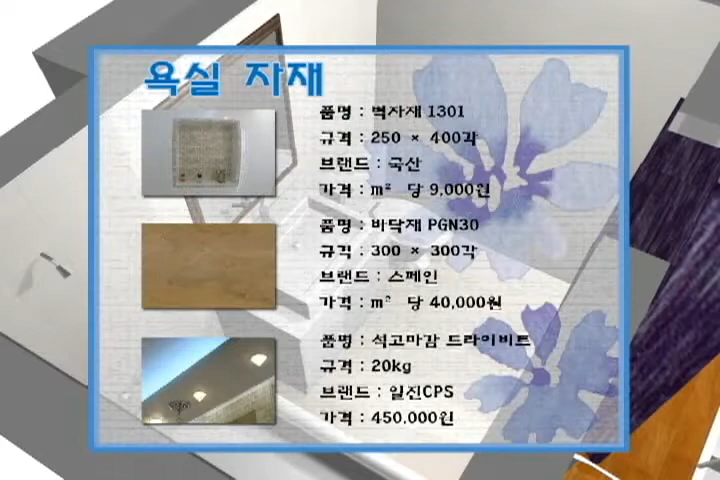 욕실 자재
품명 : 벽자재 1301
규격 : 250 × 400각
브랜드 : 국산
가격 : m² 당 9,000원
품명 : 바닥재 PGN30
규격 : 300 × 300각
브랜드 : 스페인
가격 : m² 당 40,000원
품명 : 석고마감 드라이비트
규격 : 20kg
브랜드 : 일진CPS
가격 : 450,000원